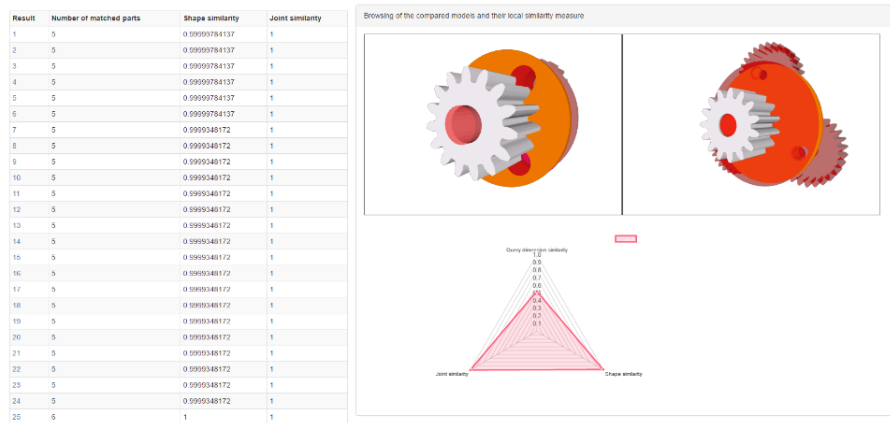 Result Number of matched parts Shape similarity Joint similarity
1 5 0.99999784137 1
2 5 0.99999784137 1
3 5 0.99999784137 1
4 5 0.99999784137 1
5 5 0.99999784137 1
6 5 0.99999784137 1
7 5 0.9999348172 1
8 5 0.9999348172 1
9 5 0.9999348172 1
10 5 0.9999348172 1
11 5 0.9999348172 1
12 5 0.9999348172 1
13 5 0.9999348172 1
14 5 0.9999348172 1
15 5 0.9999348172 1
16 5 0.9999348172 1
17 5 0.9999348172 1
18 5 0.9999348172 1
19 5 0.9999348172 1
20 5 0.9999348172 1
21 5 0.9999348172 1
22 5 0.9999348172 1
23 5 0.9999348172 1
24 5 0.9999348172 1
25 6 1 1
Browsing of the compared models and their local similarity measure
Query dimension similarity
1.0
0.9
0.8
0.7
0.6
0.5
0.4
0.3
0.2
0.1
Joint similarity
Shape similarity